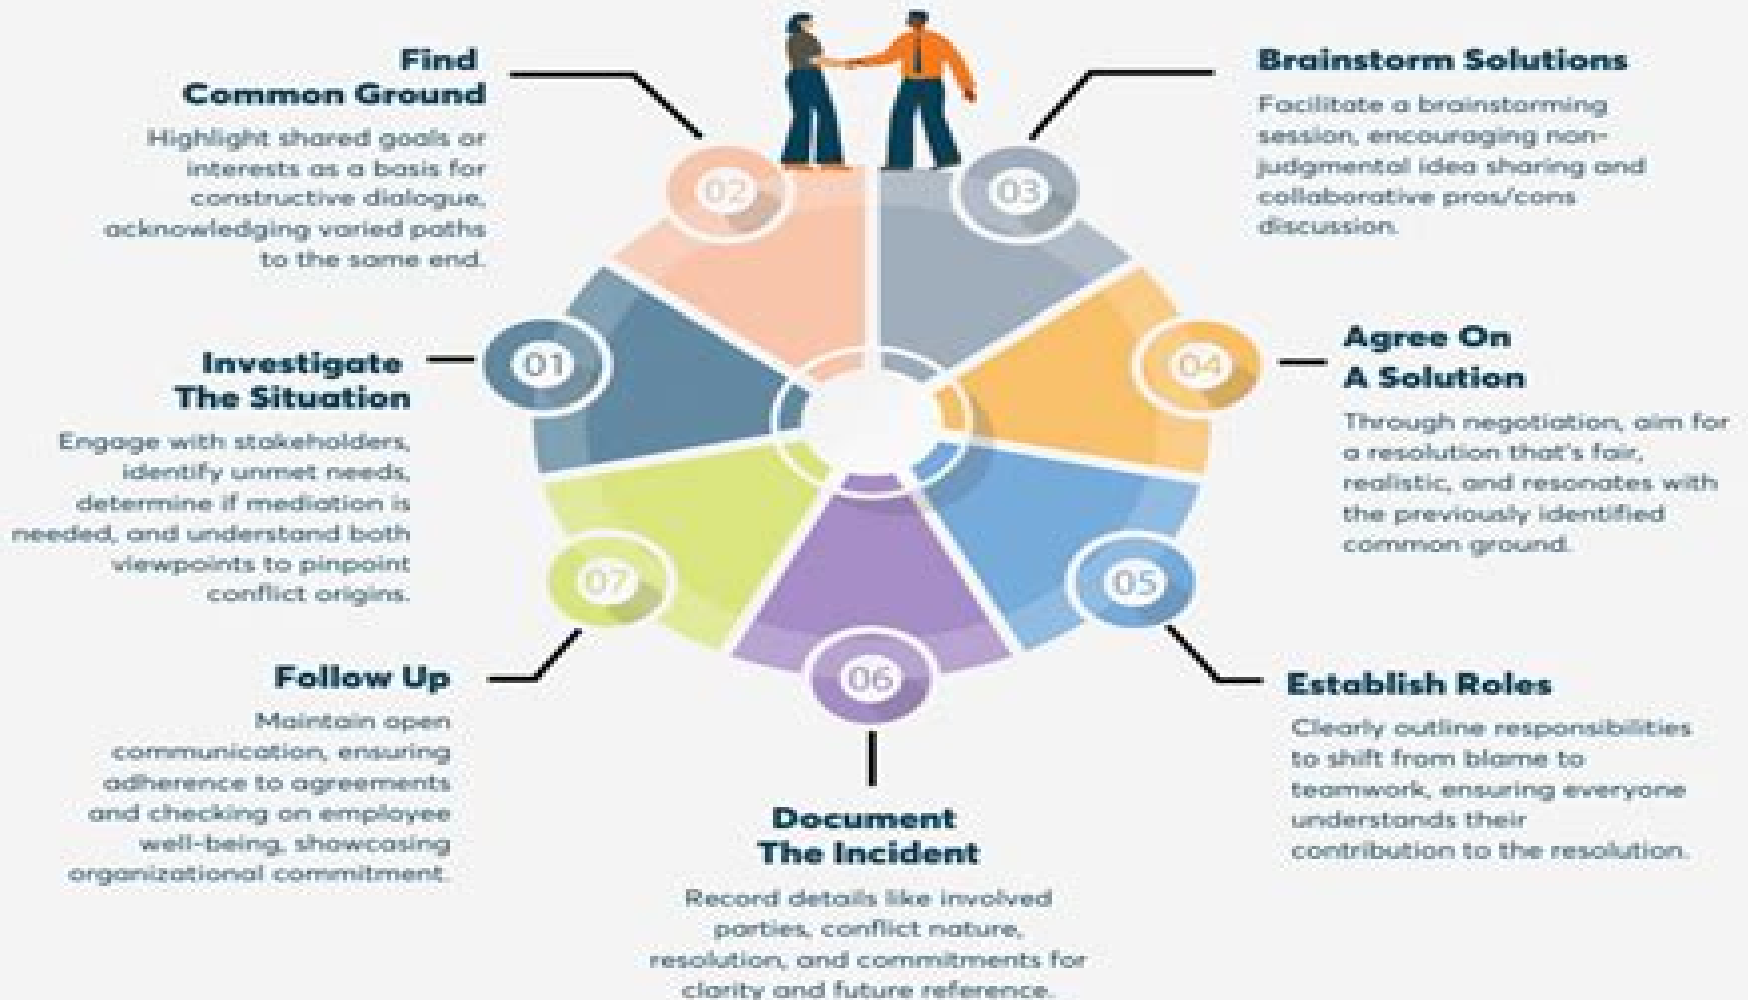 01
Investigate
The Situation
Engage with stakeholders,
identify unmet needs,
determine if mediation is
needed, and understand both
viewpoints to pinpoint
conflict origins.
02
Find
Common Ground
Highlight shared goals or
interests as a basis for
constructive dialogue,
acknowledging varied paths
to the same end.
03
Brainstorm Solutions
Facilitate a brainstorming
session, encouraging non-
judgmental idea sharing and
collaborative pros/cons
discussion.
04
Agree On
A Solution
Through negotiation, aim for
a resolution that's fair,
realistic, and resonates with
the previously identified
common ground.
05
Establish Roles
Clearly outline responsibilities
to shift from blame to
teamwork, ensuring everyone
understands their
contribution to the resolution.
06
Document
The Incident
Record details like involved
parties, conflict nature,
resolution, and commitments for
clarity and future reference.
07
Follow Up
Maintain open
communication, ensuring
adherence to agreements
and checking on employee
well-being, showcasing
organizational commitment.